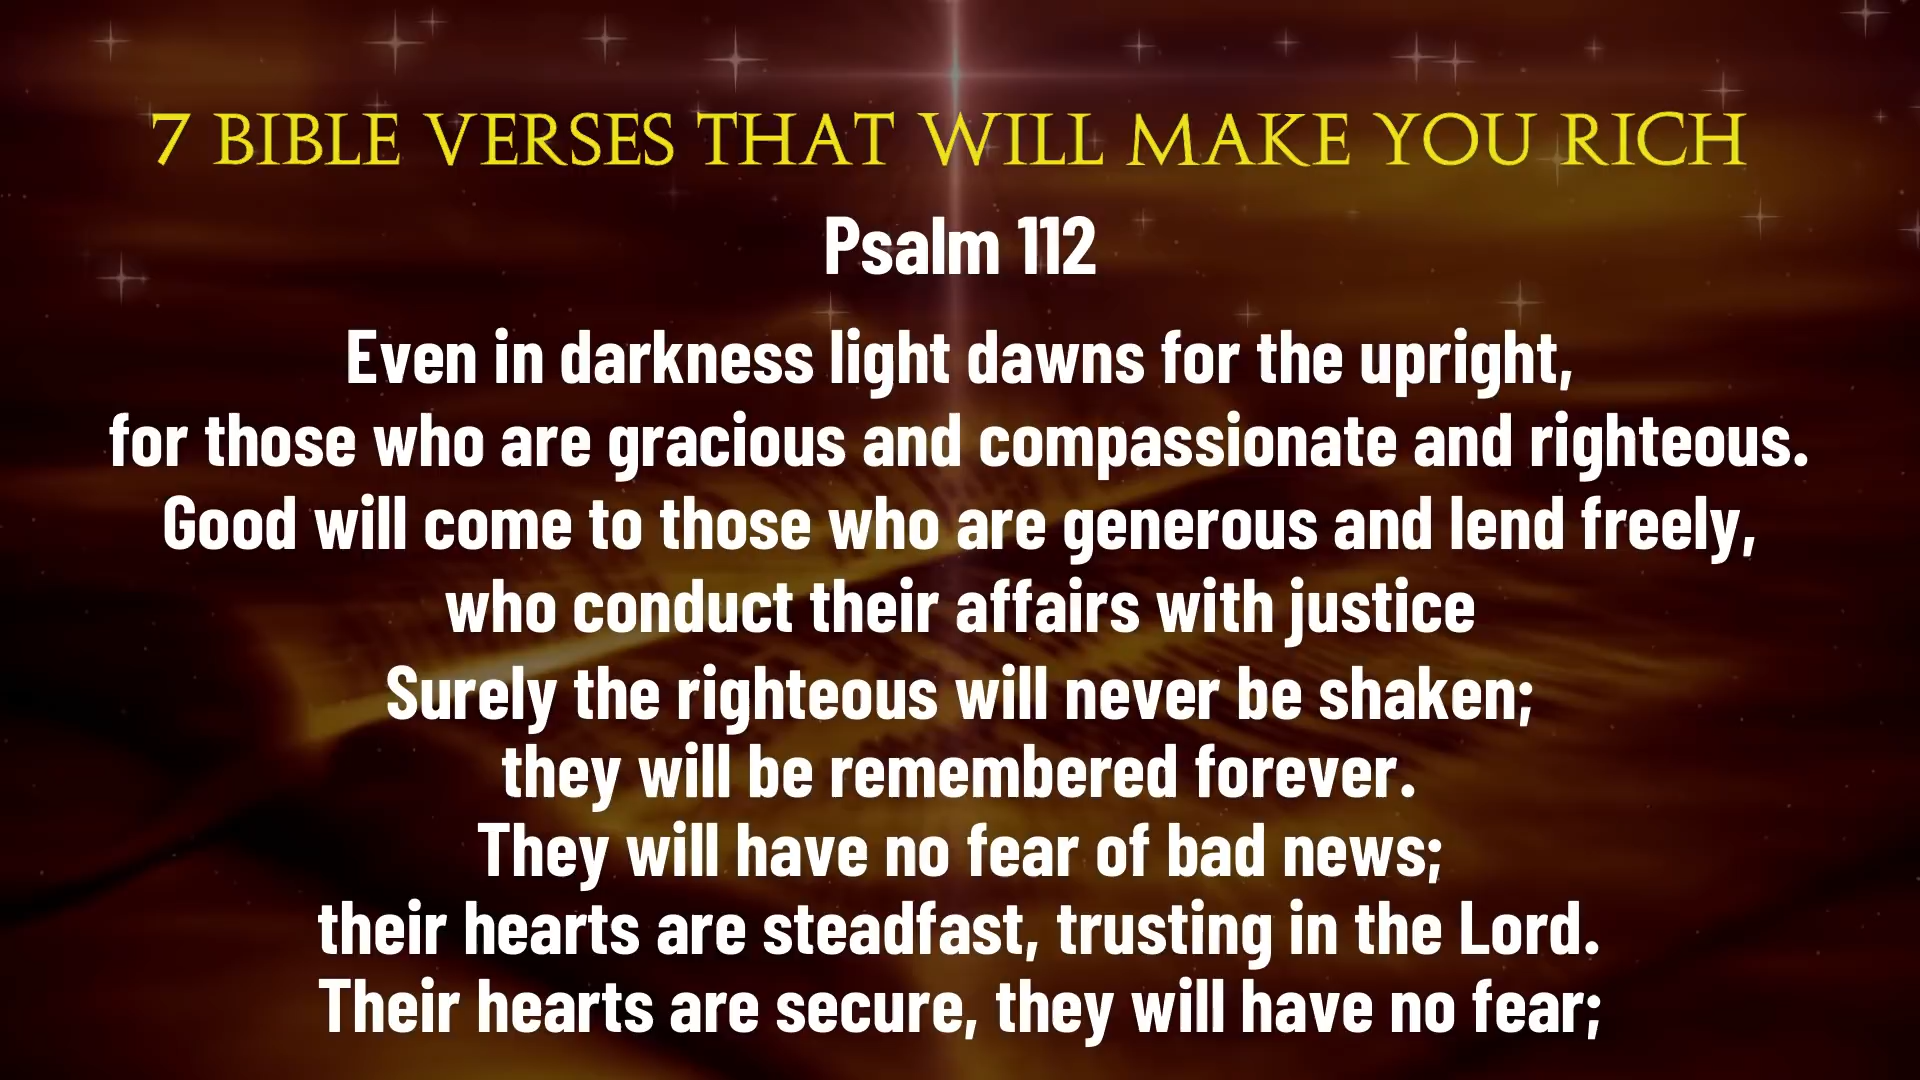 7 BIBLE VERSES THAT WILL MAKE YOU RICH
Psalm 112
Even in darkness light dawns for the upright,
for those who are gracious and compassionate and righteous.
Good will come to those who are generous and lend freely,
who conduct their affairs with justice
Surely the righteous will never be shaken;
they will be remembered forever.
They will have no fear of bad news;
their hearts are steadfast, trusting in the Lord.
Their hearts are secure, they will have no fear;